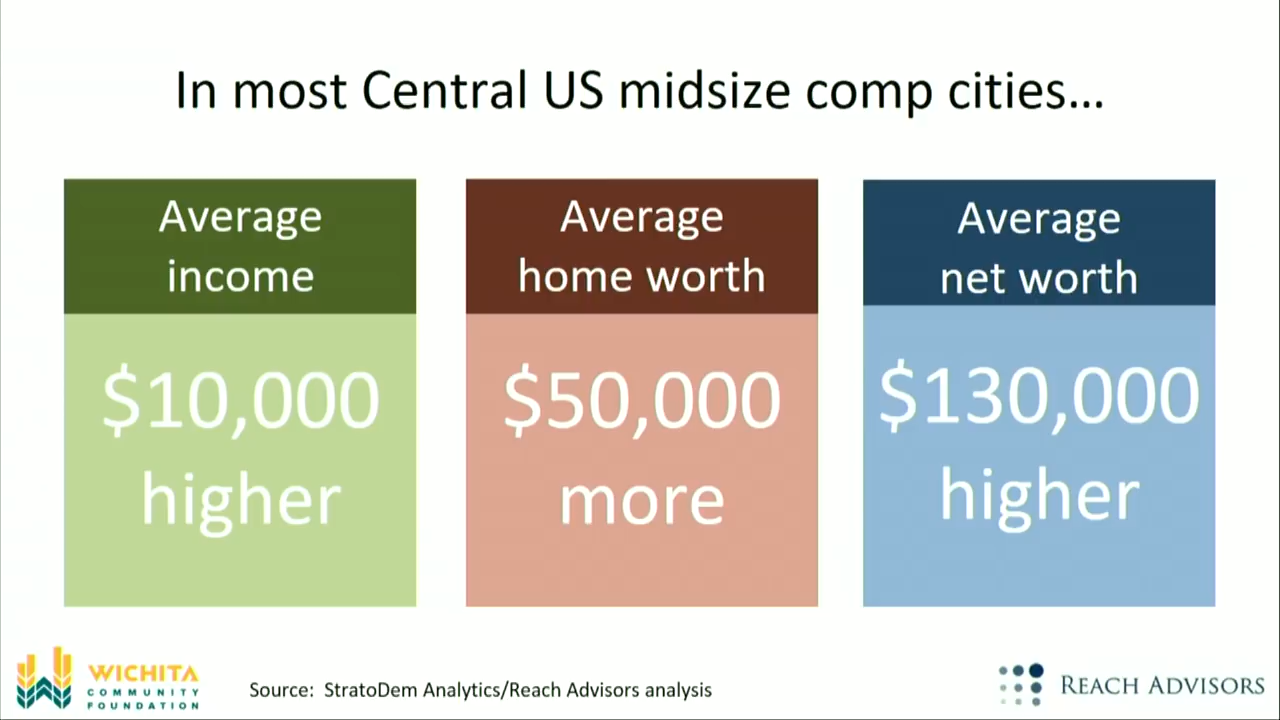 In most Central US midsize comp cities...
Average
income
$10,000
higher
Average
home worth
$50,000
more
Average
net worth
$130,000
higher
WICHITA
COMMUNITY
FOUNDATION
Source: StratoDem Analytics/Reach Advisors analysis
REACH ADVISORS